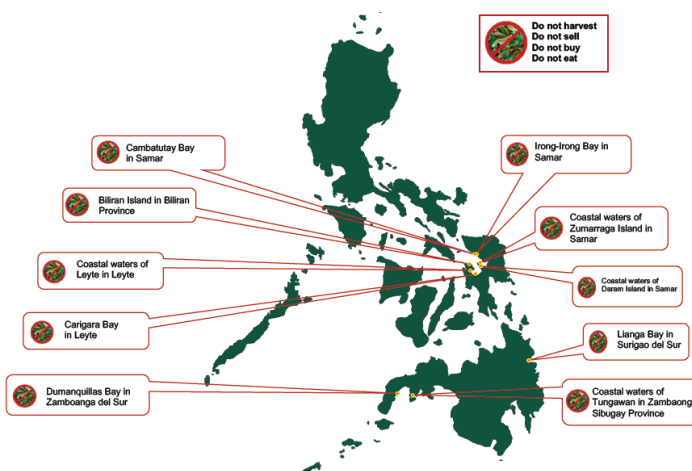 Do not harvest
Do not sell
Do not buy
Do not eat
Cambatutay Bay
in Samar
Irong-Irong Bay in
Samar
Biliran Island in Biliran
Province
Coastal waters of
Zumarraga Island in
Samar
Coastal waters of
Leyte in Leyte
Coastal waters of
Daram Island in Samar
Carigara Bay
in Leyte
Lianga Bay in
Surigao del Sur
Dumanquillas Bay in
Zamboanga del Sur
Coastal waters of
Tungawan in Zambaong
Sibugay Province